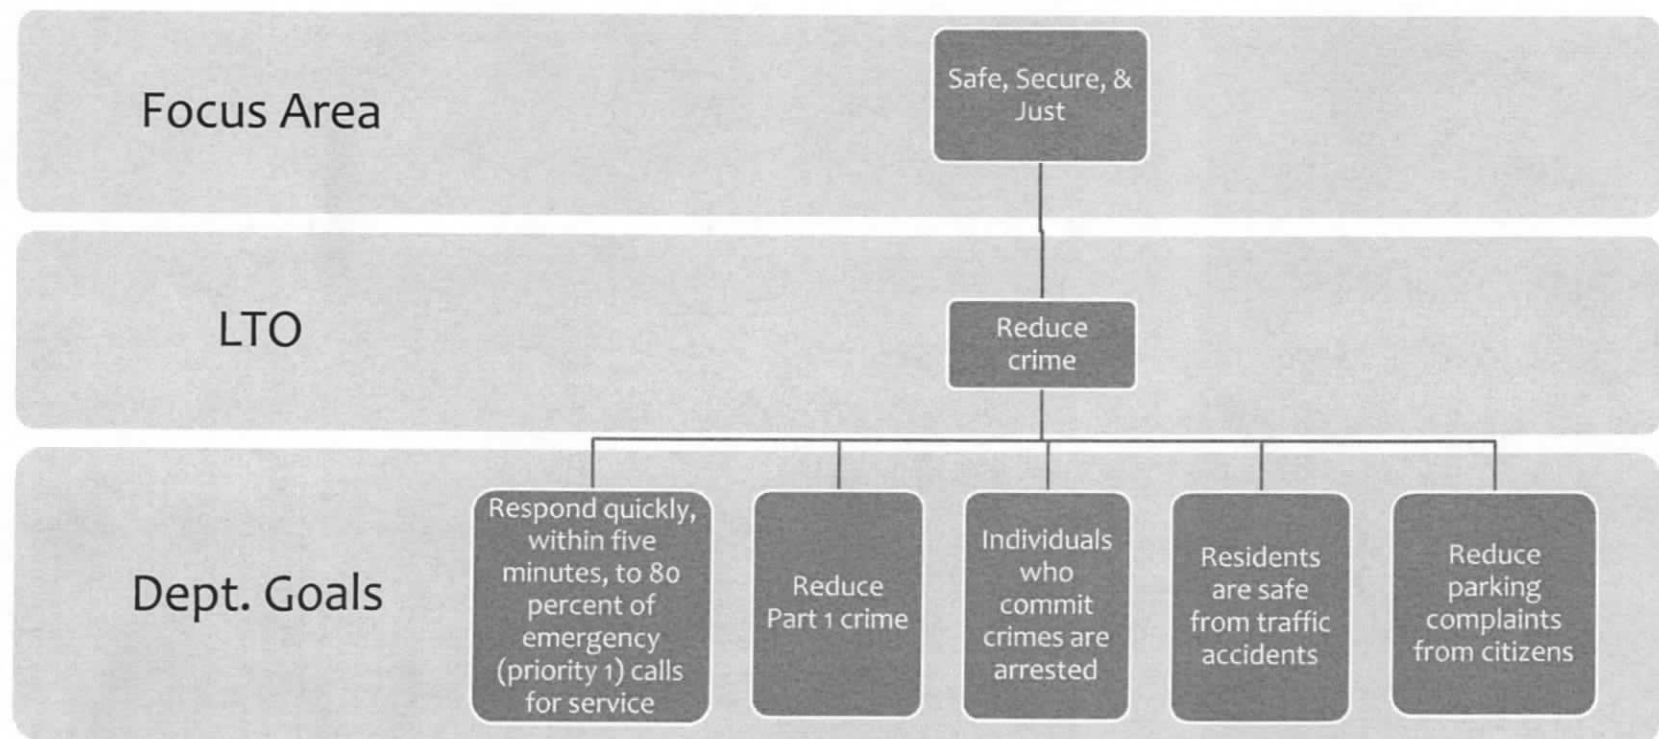 Focus Area
Safe, Secure, &
Just
LTO
Reduce
crime
Dept. Goals
Respond quickly,
within five
minutes, to 80
percent of
emergency
(priority 1) calls
for service
Reduce
Part 1 crime
Individuals
who
commit
crimes are
arrested
Residents
are safe
from traffic
accidents
Reduce
parking
complaints
from citizens